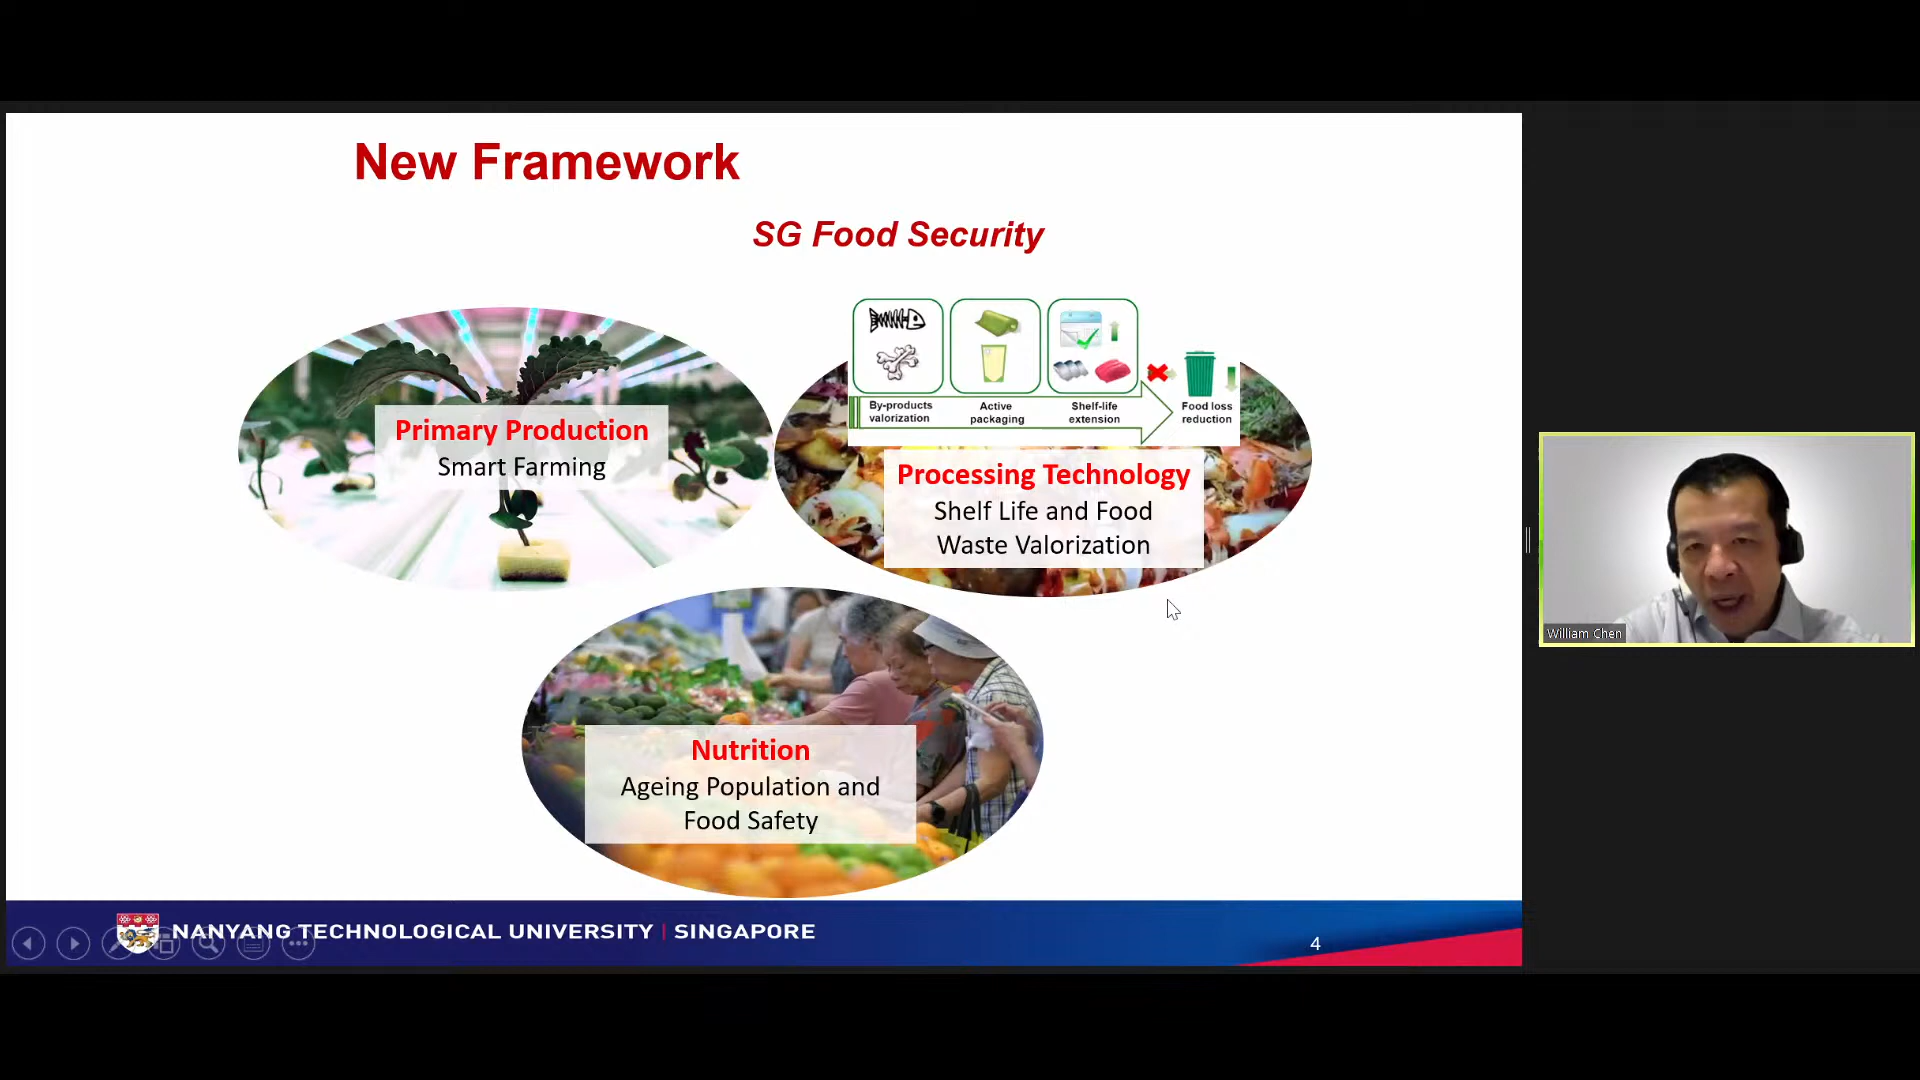 New Framework
SG Food Security
By-products
valorization
Active
packaging
Shelf-life
extension
Food loss
reduction
Primary Production
Smart Farming
Processing Technology
Shelf Life and Food
Waste Valorization
Nutrition
Ageing Population and
Food Safety
William Chen
NANYANG TECHNOLOGICAL UNIVERSITY | SINGAPORE
4